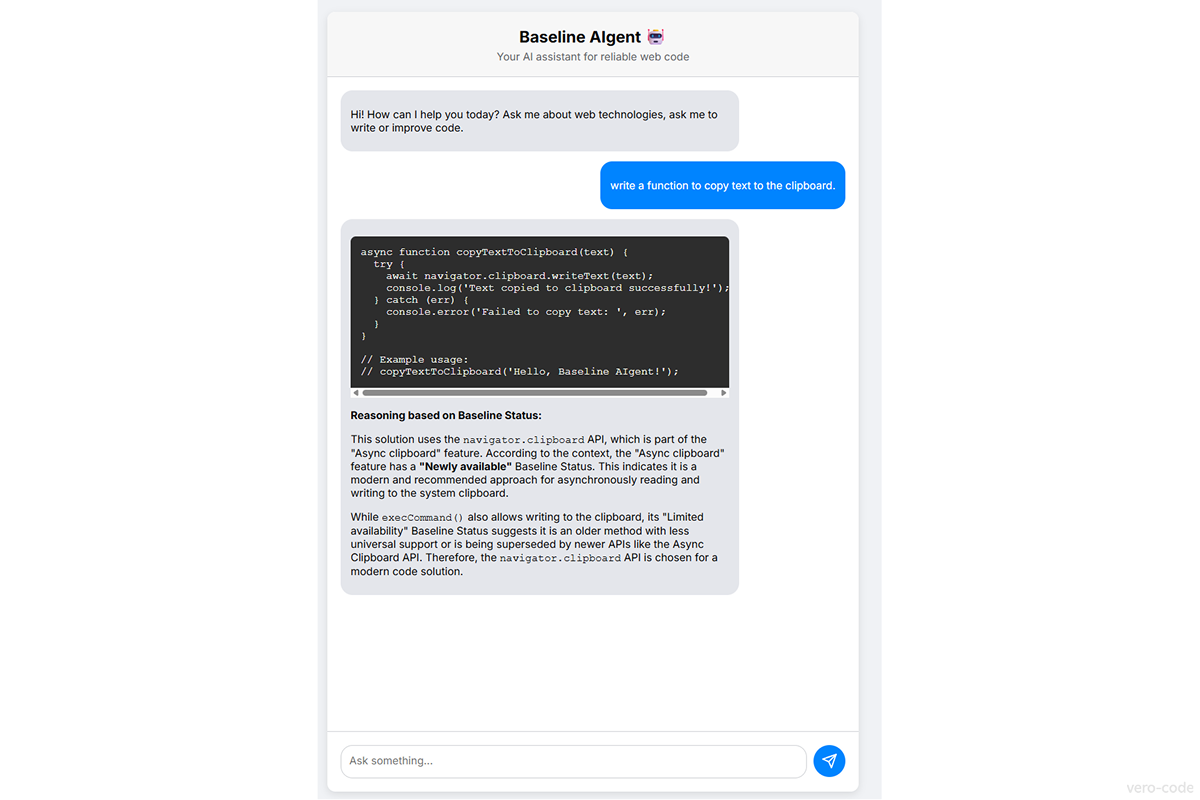 Baseline AIgent 🤖
Your AI assistant for reliable web code
Hi! How can I help you today? Ask me about web technologies, ask me to
write or improve code.
write a function to copy text to the clipboard.
async function copyTextToClipboard(text) {
  try {
    await navigator.clipboard.writeText(text);
    console.log('Text copied to clipboard successfully!');
  } catch (err) {
    console.error('Failed to copy text: ', err);
  }
}
// Example usage:
// copyTextToClipboard('Hello, Baseline AIgent!');
Reasoning based on Baseline Status:
This solution uses the navigator.clipboard API, which is part of the
"Async clipboard" feature. According to the context, the "Async clipboard"
feature has a "Newly available" Baseline Status. This indicates it is a
modern and recommended approach for asynchronously reading and
writing to the system clipboard.
While execCommand() also allows writing to the clipboard, its "Limited
availability" Baseline Status suggests it is an older method with less
universal support or is being superseded by newer APIs like the Async
Clipboard API. Therefore, the navigator.clipboard API is chosen for a
modern code solution.
Ask something...
vero-code